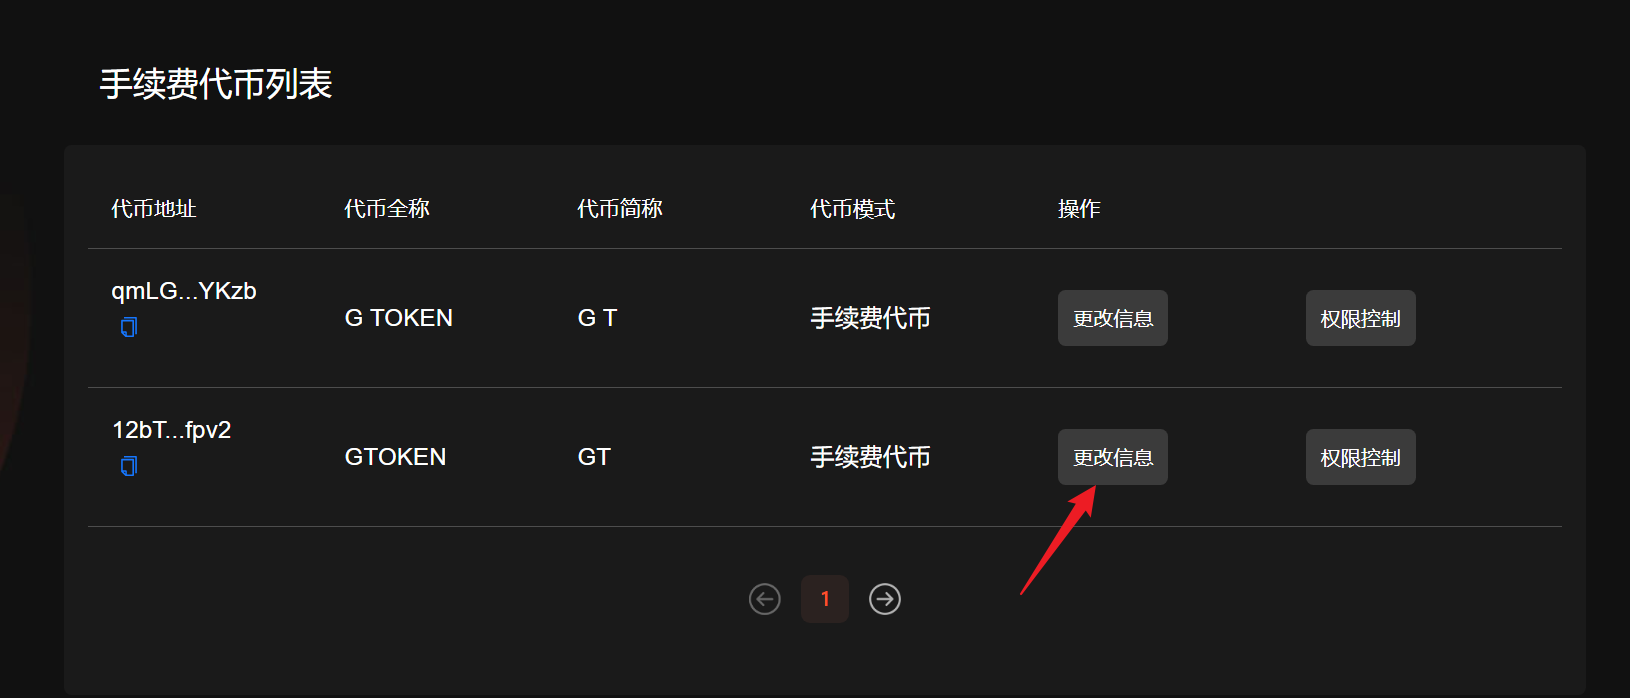 手续费代币列表
代币地址 代币全称 代币简称 代币模式 操作
qmLG...YKzb
G TOKEN G T 手续费代币 更改信息 权限控制
12bT...fpv2
GTOKEN GT 手续费代币 更改信息 权限控制
1